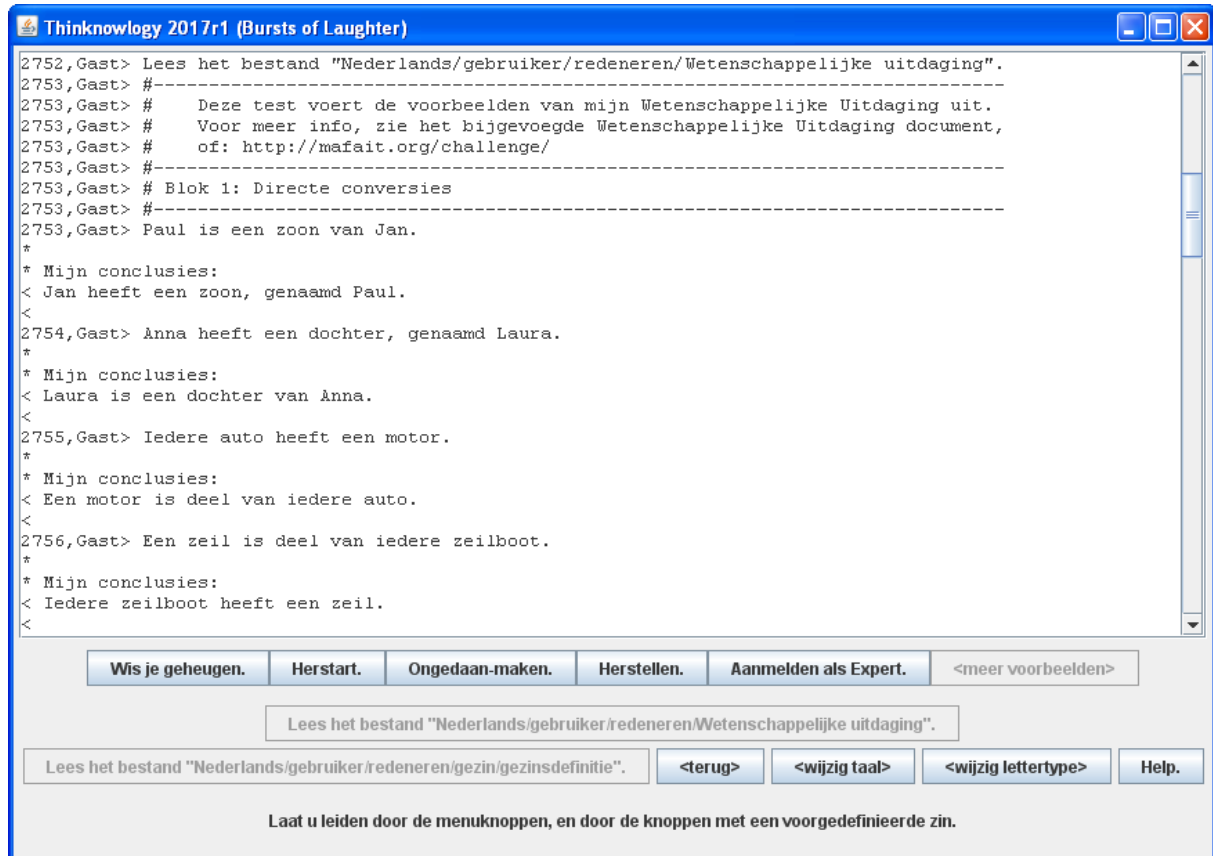 Thinknowlogy 2017r1 (Bursts of Laughter)
2752,Gast> Lees het bestand "Nederlands/gebruiker/redeneren/Wetenschappelijke uitdaging".
2753,Gast> #--------------------------------------------------------------
2753,Gast> #    Deze test voert de voorbeelden van mijn Wetenschappelijke Uitdaging uit.
2753,Gast> #    Voor meer info, zie het bijgevoegde Wetenschappelijke Uitdaging document,
2753,Gast> #    of: http://mafait.org/challenge/
2753,Gast> #--------------------------------------------------------------
2753,Gast> # Blok 1: Directe conversies
2753,Gast> #--------------------------------------------------------------
2753,Gast> Paul is een zoon van Jan.
*
* Mijn conclusies:
< Jan heeft een zoon, genaamd Paul.
<
2754,Gast> Anna heeft een dochter, genaamd Laura.
*
* Mijn conclusies:
< Laura is een dochter van Anna.
<
2755,Gast> Iedere auto heeft een motor.
*
* Mijn conclusies:
< Een motor is deel van iedere auto.
<
2756,Gast> Een zeil is deel van iedere zeilboot.
*
* Mijn conclusies:
< Iedere zeilboot heeft een zeil.
<
Wis je geheugen. Herstart. Ongedaan-maken. Herstellen. Aanmelden als Expert. <meer voorbeelden>
Lees het bestand "Nederlands/gebruiker/redeneren/Wetenschappelijke uitdaging".
Lees het bestand "Nederlands/gebruiker/redeneren/gezin/gezinsdefinitie". <terug> <wijzig taal> <wijzig lettertype> Help.
Laat u leiden door de menuknoppen, en door de knoppen met een voorgedefinieerde zin.